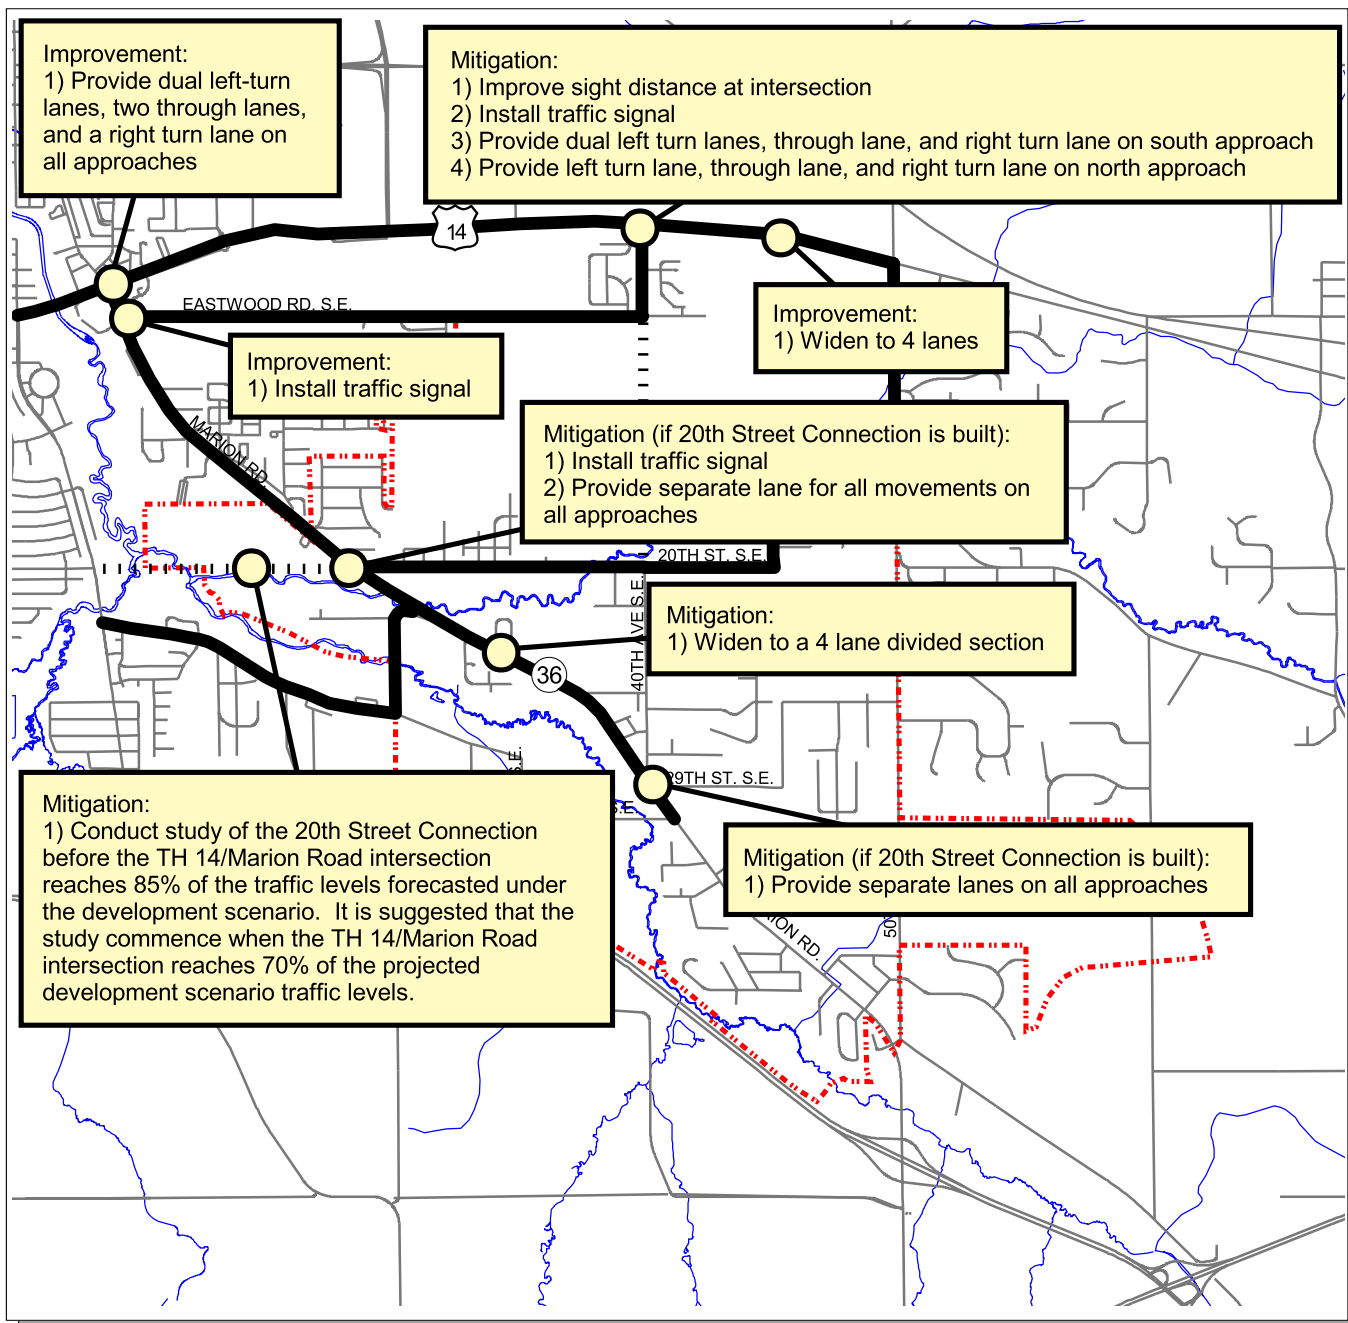 Improvement:
1) Provide dual left-turn
lanes, two through lanes,
and a right turn lane on
all approaches
Mitigation:
1) Improve sight distance at intersection
2) Install traffic signal
3) Provide dual left turn lanes, through lane, and right turn lane on south approach
4) Provide left turn lane, through lane, and right turn lane on north approach
14
EASTWOOD RD. S.E.
Improvement:
1) Widen to 4 lanes
Improvement:
1) Install traffic signal
MARION RD.
Mitigation (if 20th Street Connection is built):
1) Install traffic signal
2) Provide separate lane for all movements on
all approaches
20TH ST. S.E.
40TH AVE S.E.
Mitigation:
1) Widen to a 4 lane divided section
36
S.E.
29TH ST. S.E.
S.E.
Mitigation:
1) Conduct study of the 20th Street Connection
before the TH 14/Marion Road intersection
reaches 85% of the traffic levels forecasted under
the development scenario.  It is suggested that the
study commence when the TH 14/Marion Road
intersection reaches 70% of the projected
development scenario traffic levels.
Mitigation (if 20th Street Connection is built):
1) Provide separate lanes on all approaches
ION RD.
50